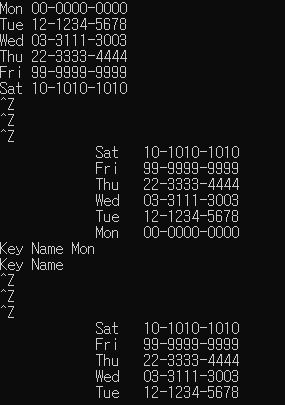 Mon 00-0000-0000
Tue 12-1234-5678
Wed 03-3111-3003
Thu 22-3333-4444
Fri 99-9999-9999
Sat 10-1010-1010
^Z
^Z
^Z
Sat 10-1010-1010
Fri 99-9999-9999
Thu 22-3333-4444
Wed 03-3111-3003
Tue 12-1234-5678
Mon 00-0000-0000
Key Name Mon
Key Name
^Z
^Z
^Z
Sat 10-1010-1010
Fri 99-9999-9999
Thu 22-3333-4444
Wed 03-3111-3003
Tue 12-1234-5678